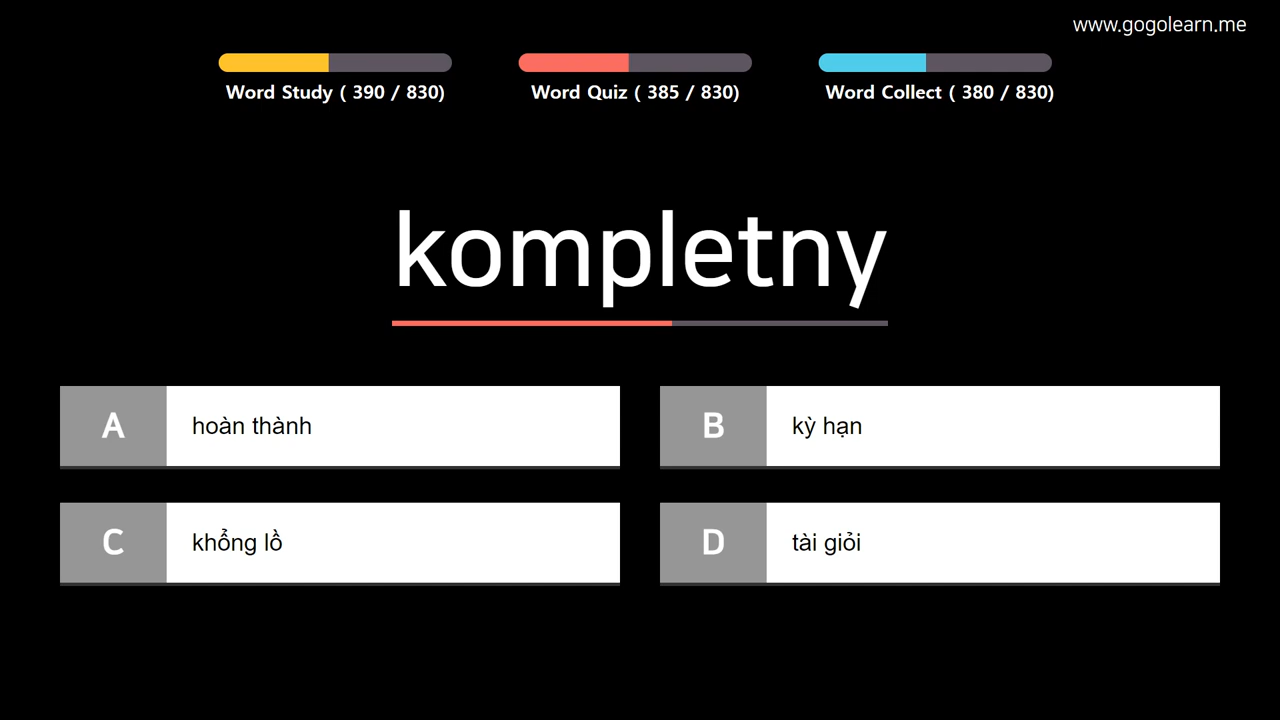 www.gogolearn.me
Word Study ( 390 / 830)
Word Quiz ( 385 / 830)
Word Collect ( 380 / 830)
kompletny
A
hoàn thành
B
kỳ hạn
C
khổng lồ
D
tài giỏi